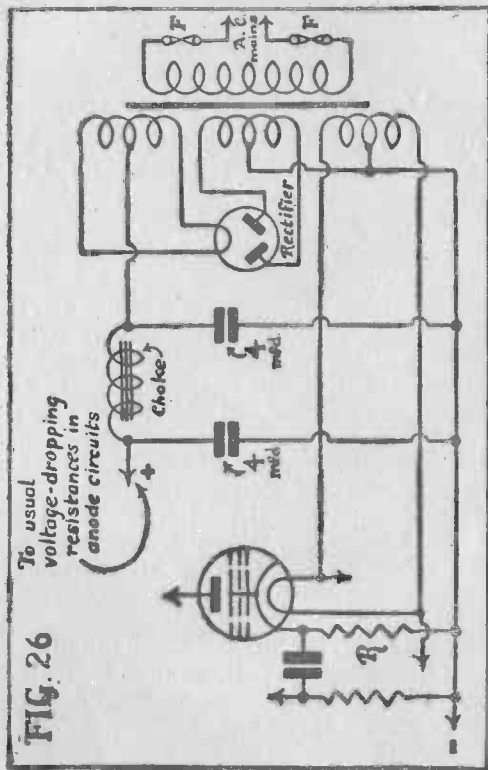 FIG. 26
To usual
voltage-dropping
resistances in
anode circuits
+
Choke
4
mfd.
4
mfd.
Rectifier
F
A.C.
mains
F
R
-